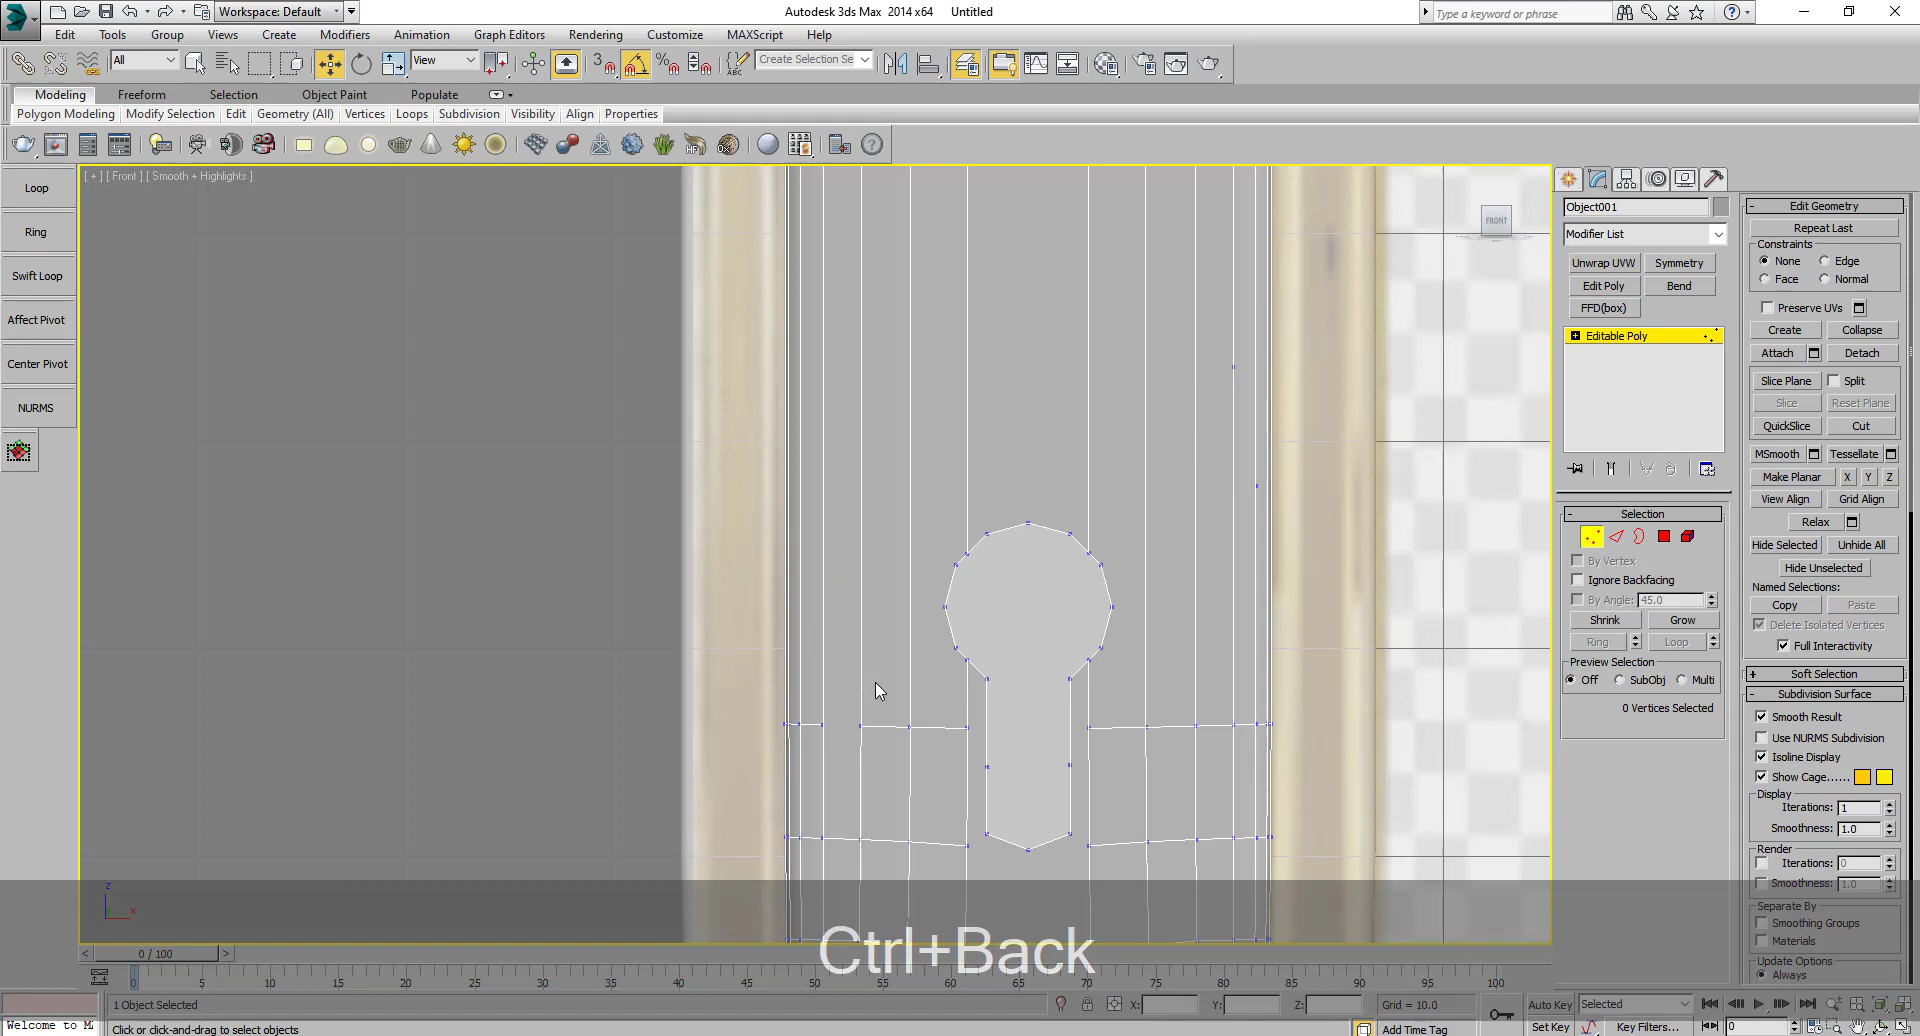 Workspace: Default
Autodesk 3ds Max 2014 x64 Untitled
Type a keyword or phrase
Edit Tools Group Views Create Modifiers Animation Graph Editors Rendering Customize MAXScript Help
All View Create Selection Se
Modeling Freeform Selection Object Paint Populate
Polygon Modeling Modify Selection Edit Geometry (All) Vertices Loops Subdivision Visibility Align Properties
Loop
Ring
Swift Loop
Affect Pivot
Center Pivot
NURMS
[ + ] [ Front ] [ Smooth + Highlights ]
FRONT
Object001
Modifier List
Unwrap UVW Symmetry
Edit Poly Bend
FFD(box)
Editable Poly
Selection
By Vertex
Ignore Backfacing
By Angle: 45.0
Shrink Grow
Ring Loop
Preview Selection
Off SubObj Multi
0 Vertices Selected
Edit Geometry
Repeat Last
Constraints
None Edge
Face Normal
Preserve UVs
Create Collapse
Attach Detach
Slice Plane Split
Slice Reset Plane
QuickSlice Cut
MSmooth Tessellate
Make Planar X Y Z
View Align Grid Align
Relax
Hide Selected Unhide All
Hide Unselected
Named Selections:
Copy Paste
Delete Isolated Vertices
Full Interactivity
Soft Selection
Subdivision Surface
Smooth Result
Use NURMS Subdivision
Isoline Display
Show Cage......
Display
Iterations: 1
Smoothness: 1.0
Render
Iterations: 0
Smoothness: 1.0
Separate By
Smoothing Groups
Materials
Update Options
Always
z
x
Ctrl+Back
< 0 / 100 >
0 5 10 15 20 25 30 35 40 45 50 55 60 65 70 75 80 85 90 95 100
1 Object Selected X: Y: Z: Grid = 10.0 Auto Key Selected
Welcome to M Click or click-and-drag to select objects Add Time Tag Set Key Key Filters... 0